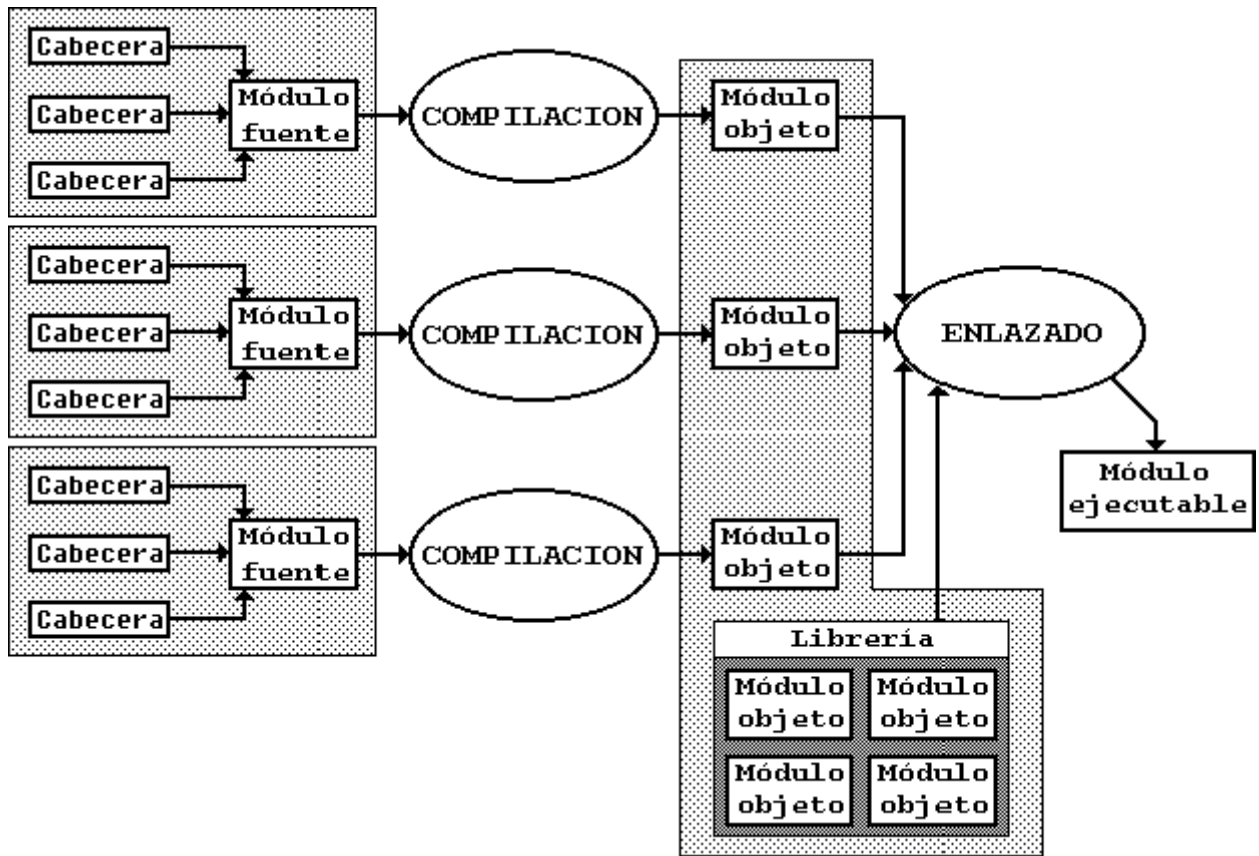 Cabecera
Cabecera
Cabecera
Módulo
fuente
COMPILACION
Módulo
objeto
Cabecera
Cabecera
Cabecera
Módulo
fuente
COMPILACION
Módulo
objeto
ENLAZADO
Módulo
ejecutable
Cabecera
Cabecera
Cabecera
Módulo
fuente
COMPILACION
Módulo
objeto
Librería
Módulo
objeto
Módulo
objeto
Módulo
objeto
Módulo
objeto